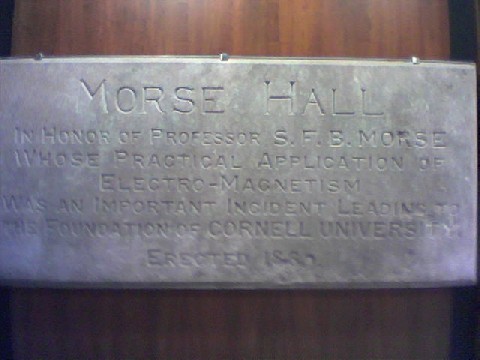 MORSE HALL
IN HONOR OF PROFESSOR S.F.B. MORSE
WHOSE PRACTICAL APPLICATION OF
ELECTRO-MAGNETISM
WAS AN IMPORTANT INCIDENT LEADING TO
THE FOUNDATION OF CORNELL UNIVERSITY.
ERECTED